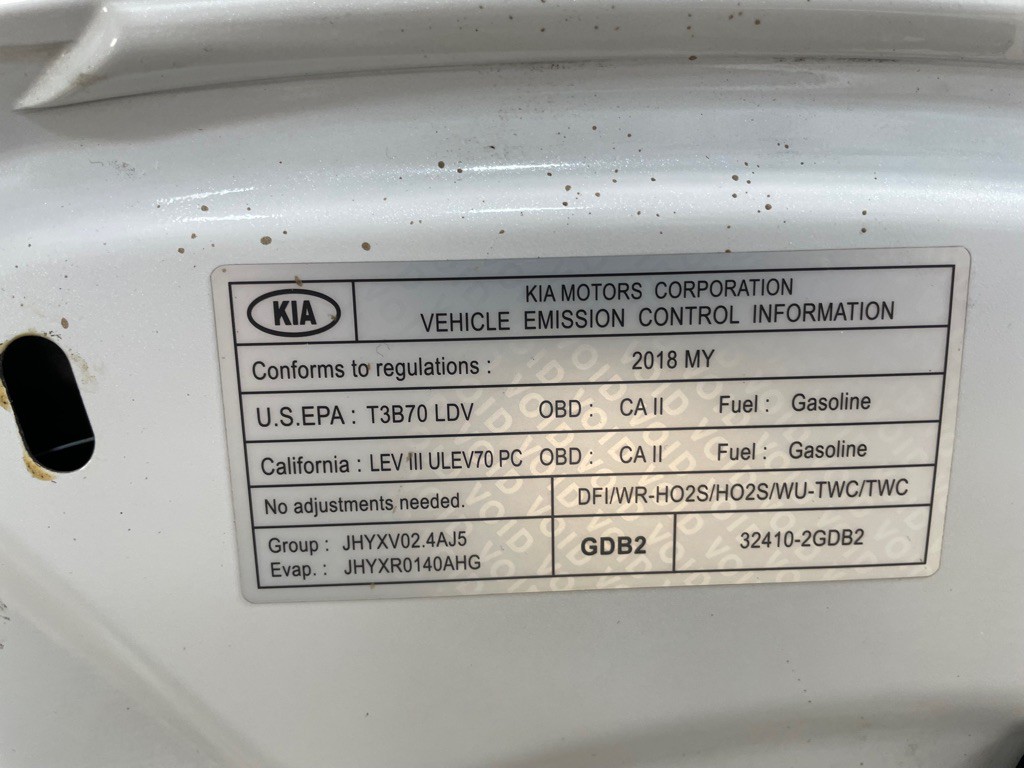 KIA
KIA MOTORS CORPORATION
VEHICLE EMISSION CONTROL INFORMATION
Conforms to regulations : 2018 MY
U.S.EPA : T3B70 LDV OBD : CA II Fuel : Gasoline
California : LEV III ULEV70 PC OBD : CA II Fuel : Gasoline
No adjustments needed. DFI/WR-HO2S/HO2S/WU-TWC/TWC
Group : JHYXV02.4AJ5
Evap. : JHYXR0140AHG
GDB2
32410-2GDB2